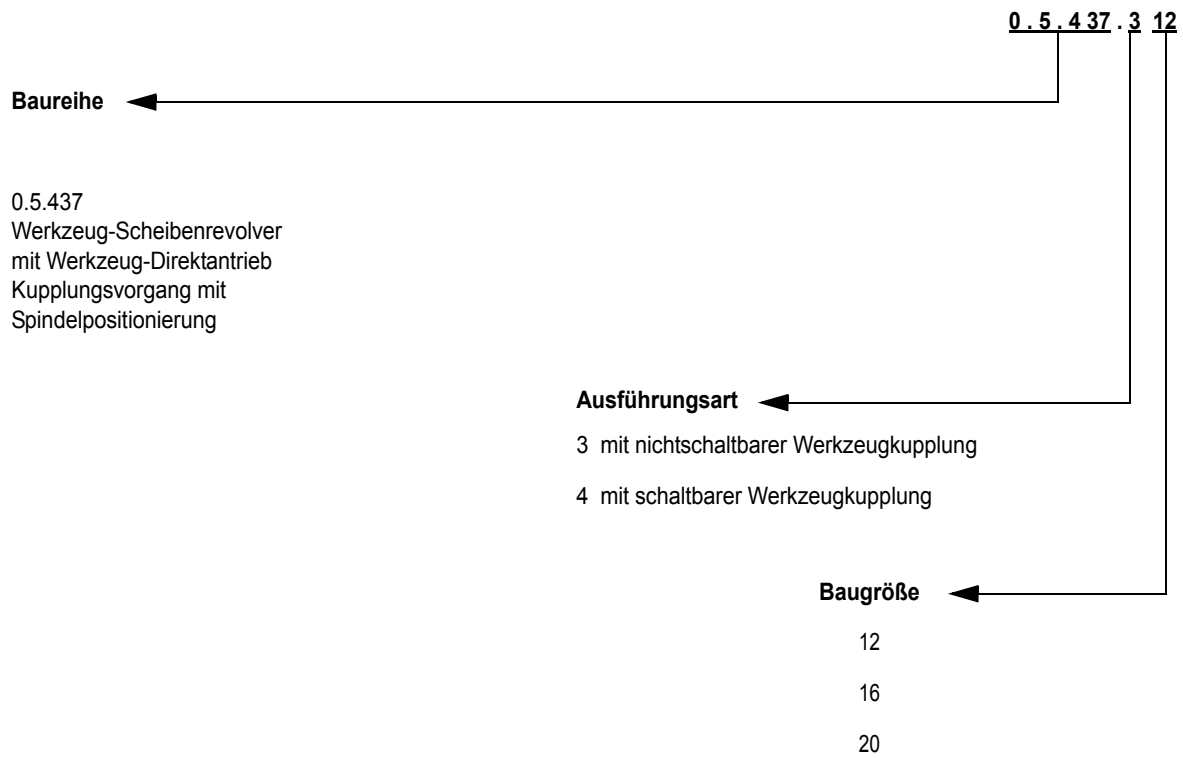 0 . 5 . 4 37 . 3 12
Baureihe
0.5.437
Werkzeug-Scheibenrevolver
mit Werkzeug-Direktantrieb
Kupplungsvorgang mit
Spindelpositionierung
Ausführungsart
3 mit nichtschaltbarer Werkzeugkupplung
4 mit schaltbarer Werkzeugkupplung
Baugröße
12
16
20